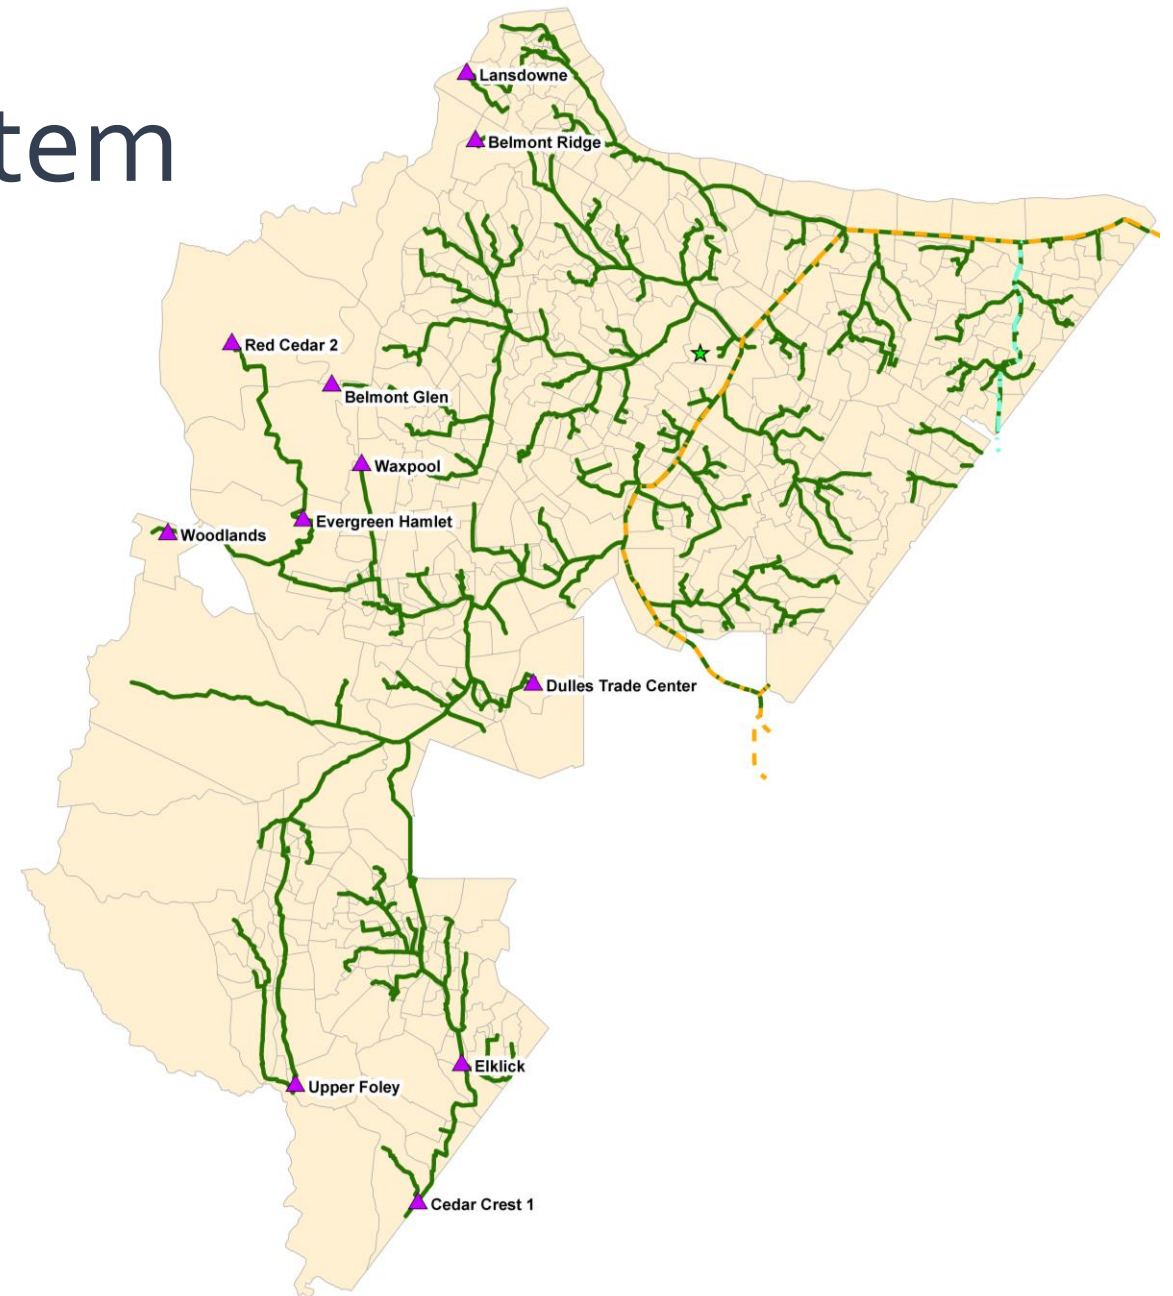 tem
Lansdowne
Belmont Ridge
Red Cedar 2
Belmont Glen
Waxpool
Evergreen Hamlet
Woodlands
Dulles Trade Center
Elklick
Upper Foley
Cedar Crest 1